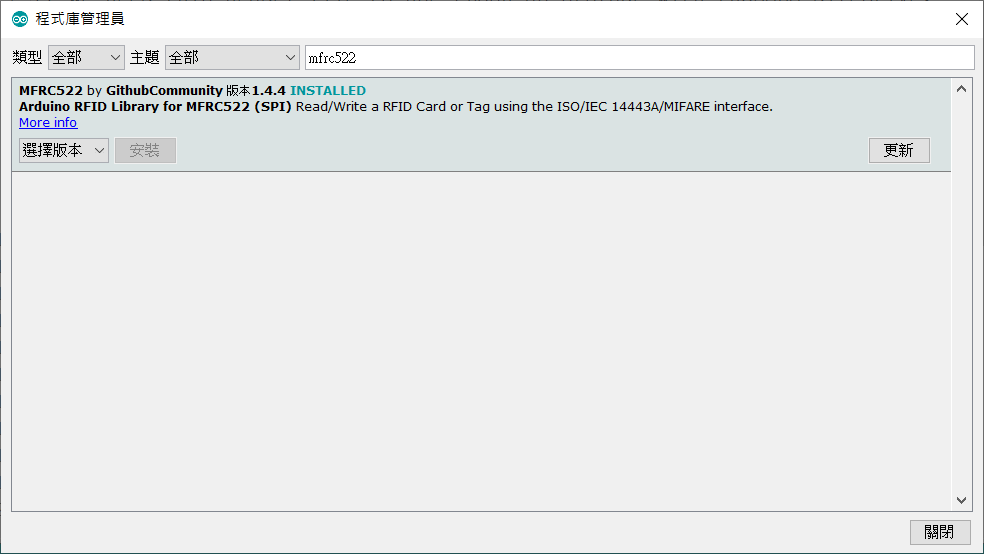 程式庫管理員
類型 全部 主題 全部 mfrc522
MFRC522 by GithubCommunity 版本1.4.4 INSTALLED
Arduino RFID Library for MFRC522 (SPI) Read/Write a RFID Card or Tag using the ISO/IEC 14443A/MIFARE interface.
More info
選擇版本 安裝 更新
關閉